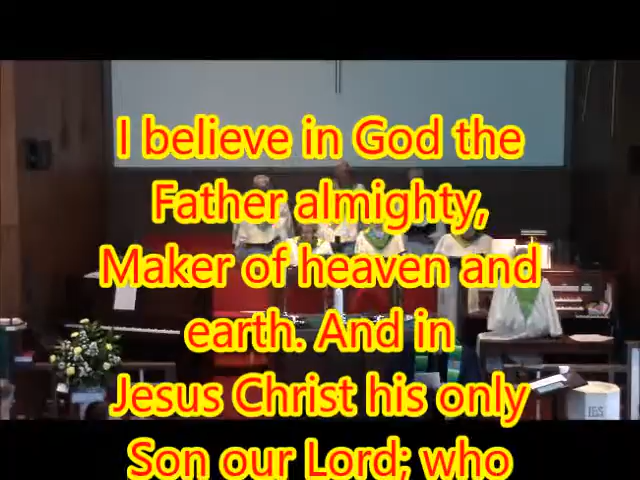 I believe in God the
Father almighty,
Maker of heaven and
earth. And in
Jesus Christ his only
Son our Lord; who
IHS